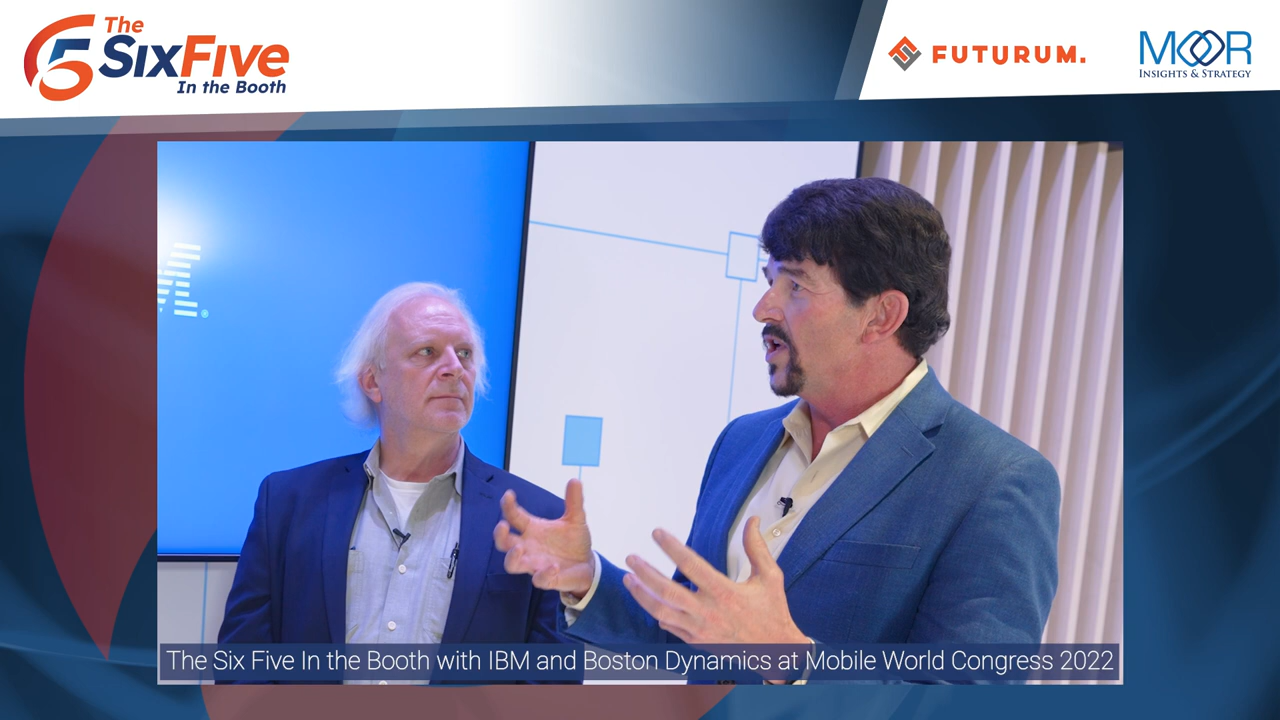 The
SixFive
In the Booth
FUTURUM.
MOOR
INSIGHTS & STRATEGY
The Six Five In the Booth with IBM and Boston Dynamics at Mobile World Congress 2022